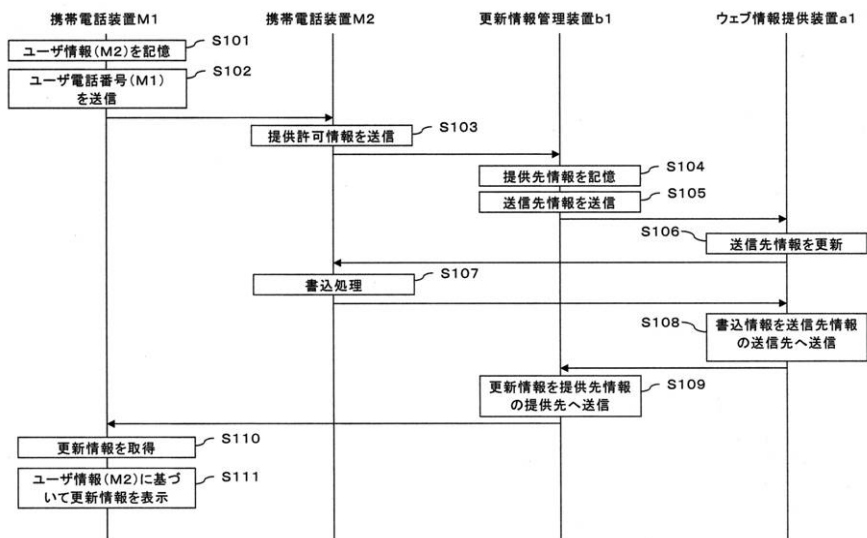 携帯電話装置M1
携帯電話装置M2
更新情報管理装置b1
ウェブ情報提供装置a1
ユーザ情報(M2)を記憶
S101
ユーザ電話番号(M1)
を送信
S102
提供許可情報を送信
S103
提供先情報を記憶
S104
送信先情報を送信
S105
S106
送信先情報を更新
書込処理
S107
S108
書込情報を送信先情報
の送信先へ送信
更新情報を提供先情報
の提供先へ送信
S109
更新情報を取得
S110
ユーザ情報(M2)に基づ
いて更新情報を表示
S111